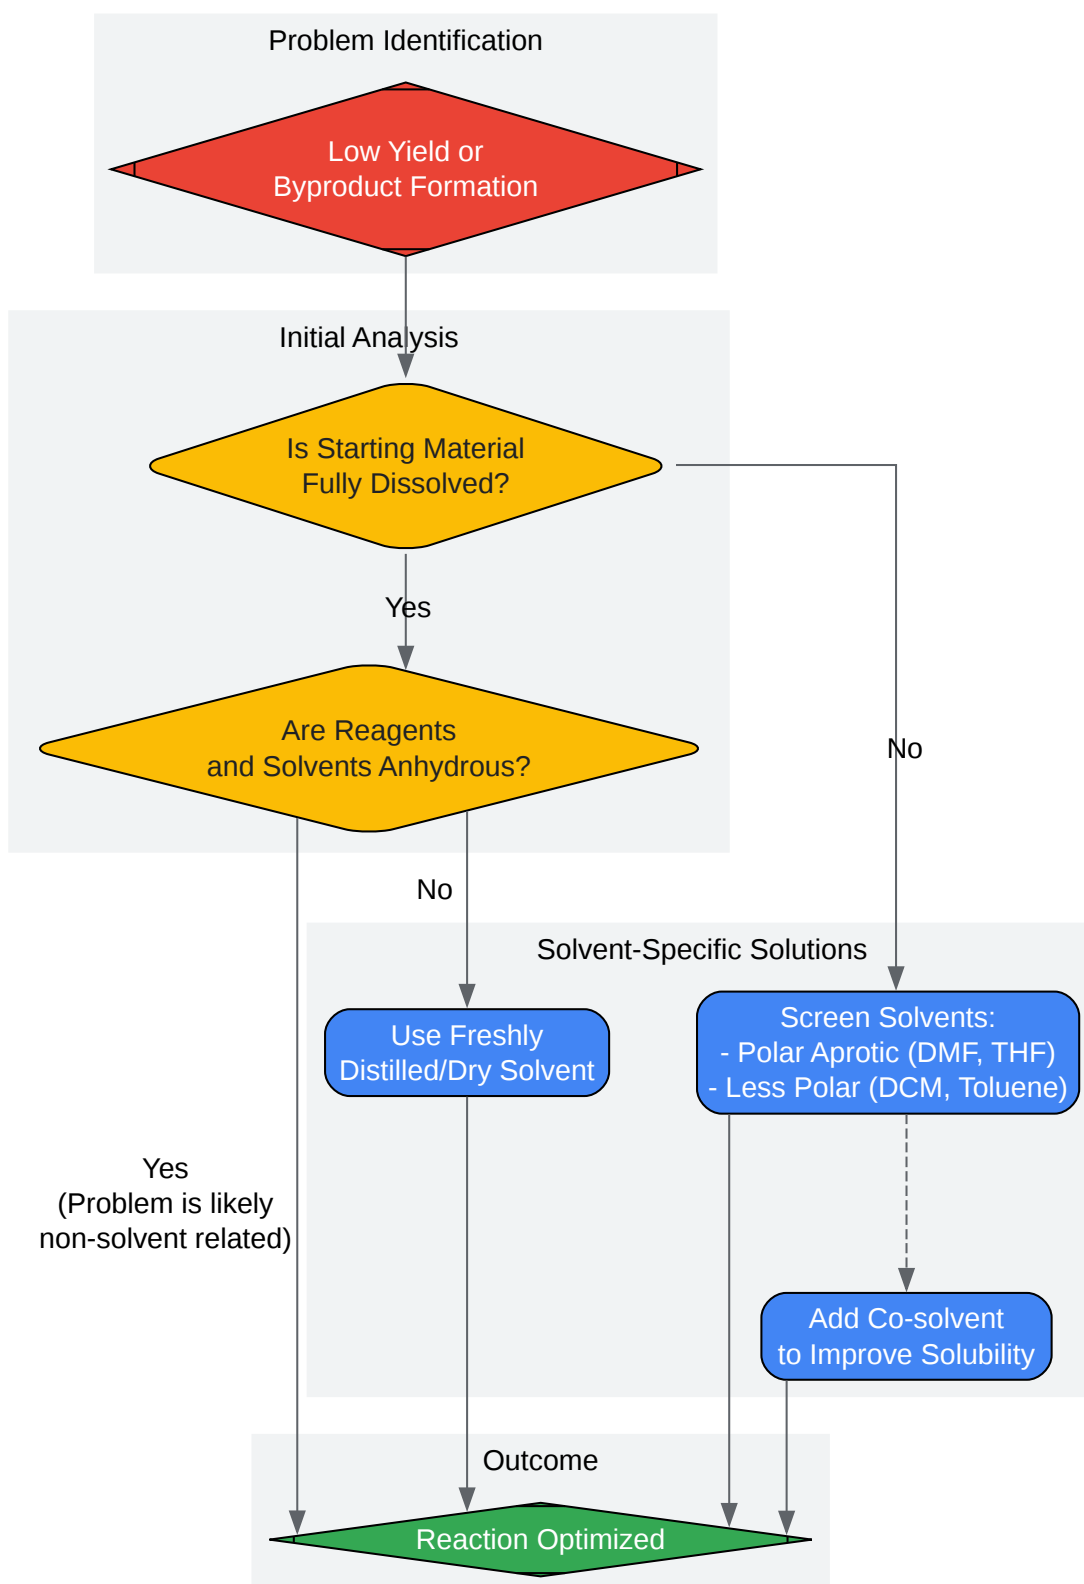 Problem Identification
Low Yield or
Byproduct Formation
Initial Analysis
Is Starting Material
Fully Dissolved?
Yes
Are Reagents
and Solvents Anhydrous?
No
No
Solvent-Specific Solutions
Use Freshly
Distilled/Dry Solvent
Screen Solvents:
- Polar Aprotic (DMF, THF)
- Less Polar (DCM, Toluene)
Yes
(Problem is likely
non-solvent related)
Add Co-solvent
to Improve Solubility
Outcome
Reaction Optimized